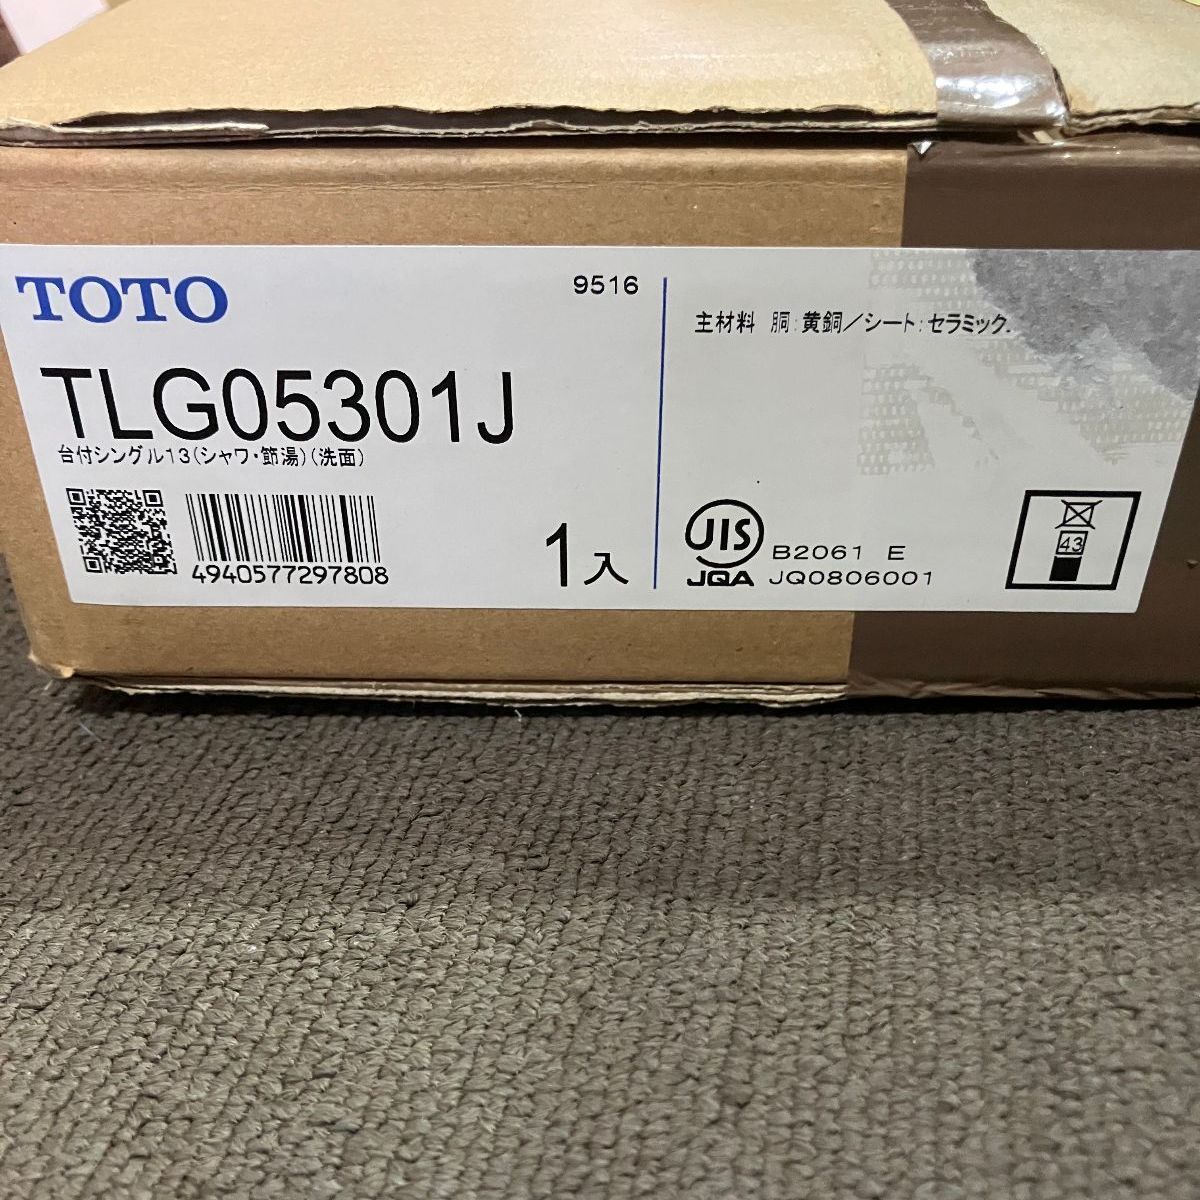 TOTO
9516
TLG05301J
台付シングル13(シャワ・節湯)(洗面)
4940577297808
1入
主材料 胴:黄銅/シート:セラミック
JIS
B2061 E
JQA JQ0806001
43